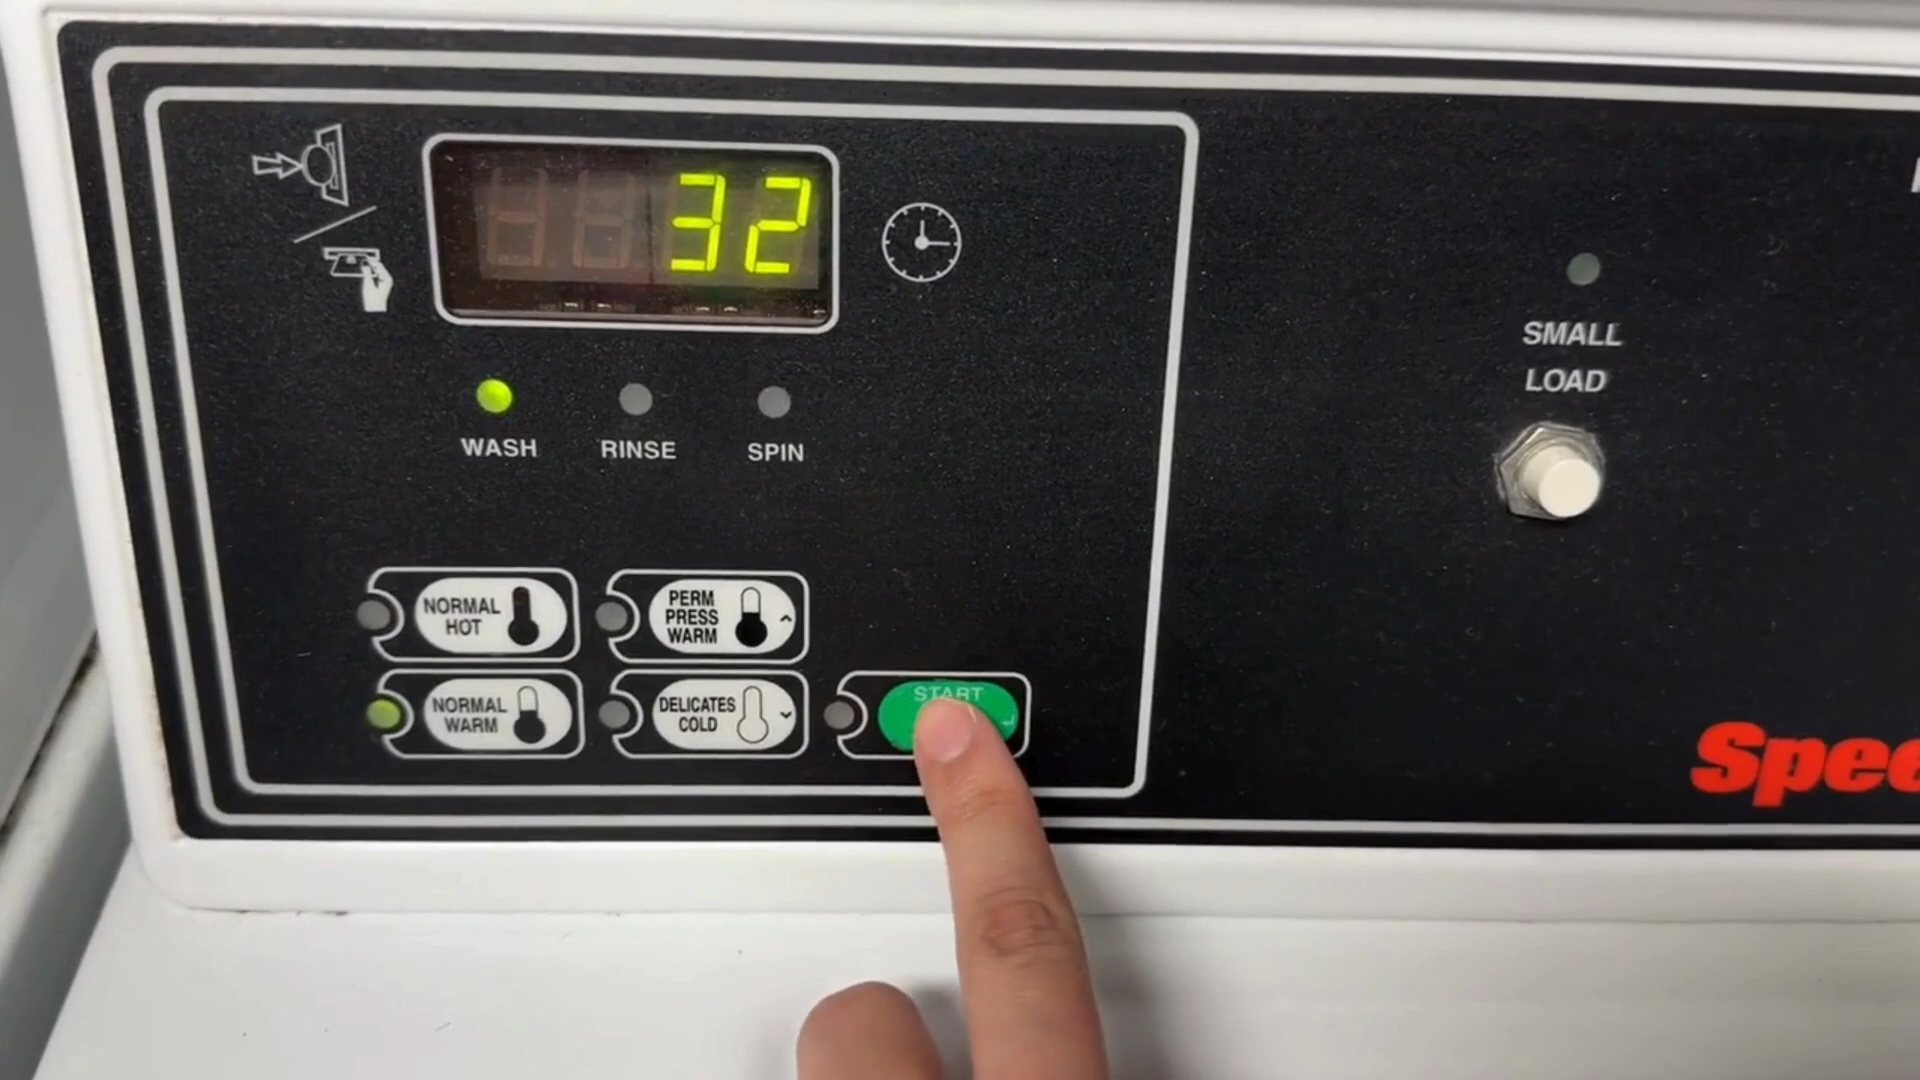 32
WASH RINSE SPIN
NORMAL
HOT
PERM
PRESS
WARM
NORMAL
WARM
DELICATES
COLD
START
SMALL
LOAD
Spee